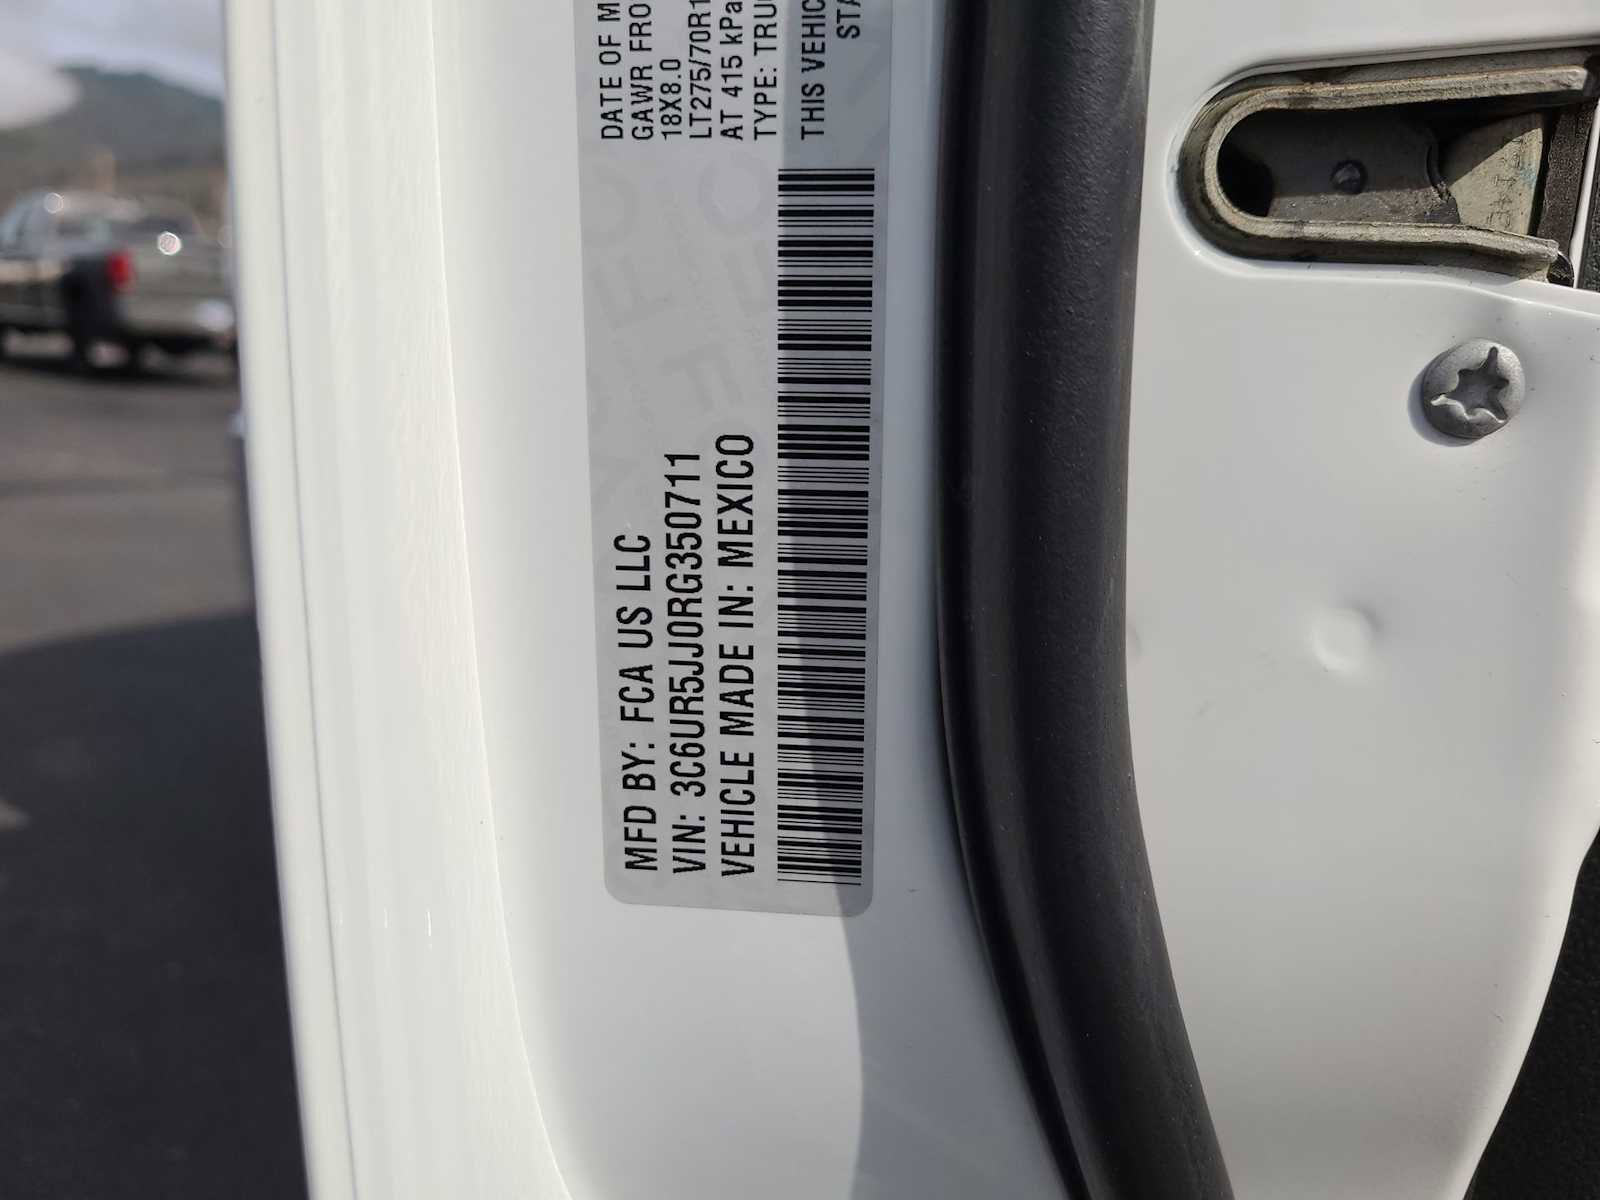 MFD BY: FCA US LLC
VIN: 3C6UR5JJ0RG350711
VEHICLE MADE IN: MEXICO
DATE OF M
GAWR FRO
18X8.0
LT275/70R1
AT 415 kPa
TYPE: TRU
THIS VEHIC
STA